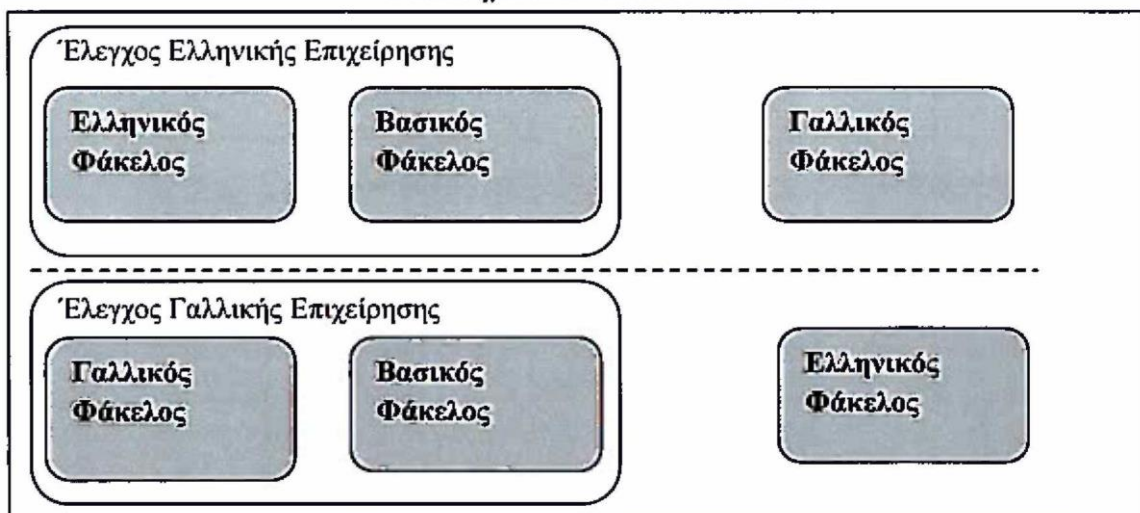 Έλεγχος Ελληνικής Επιχείρησης
Ελληνικός
Φάκελος
Βασικός
Φάκελος
Γαλλικός
Φάκελος
Έλεγχος Γαλλικής Επιχείρησης
Γαλλικός
Φάκελος
Βασικός
Φάκελος
Ελληνικός
Φάκελος